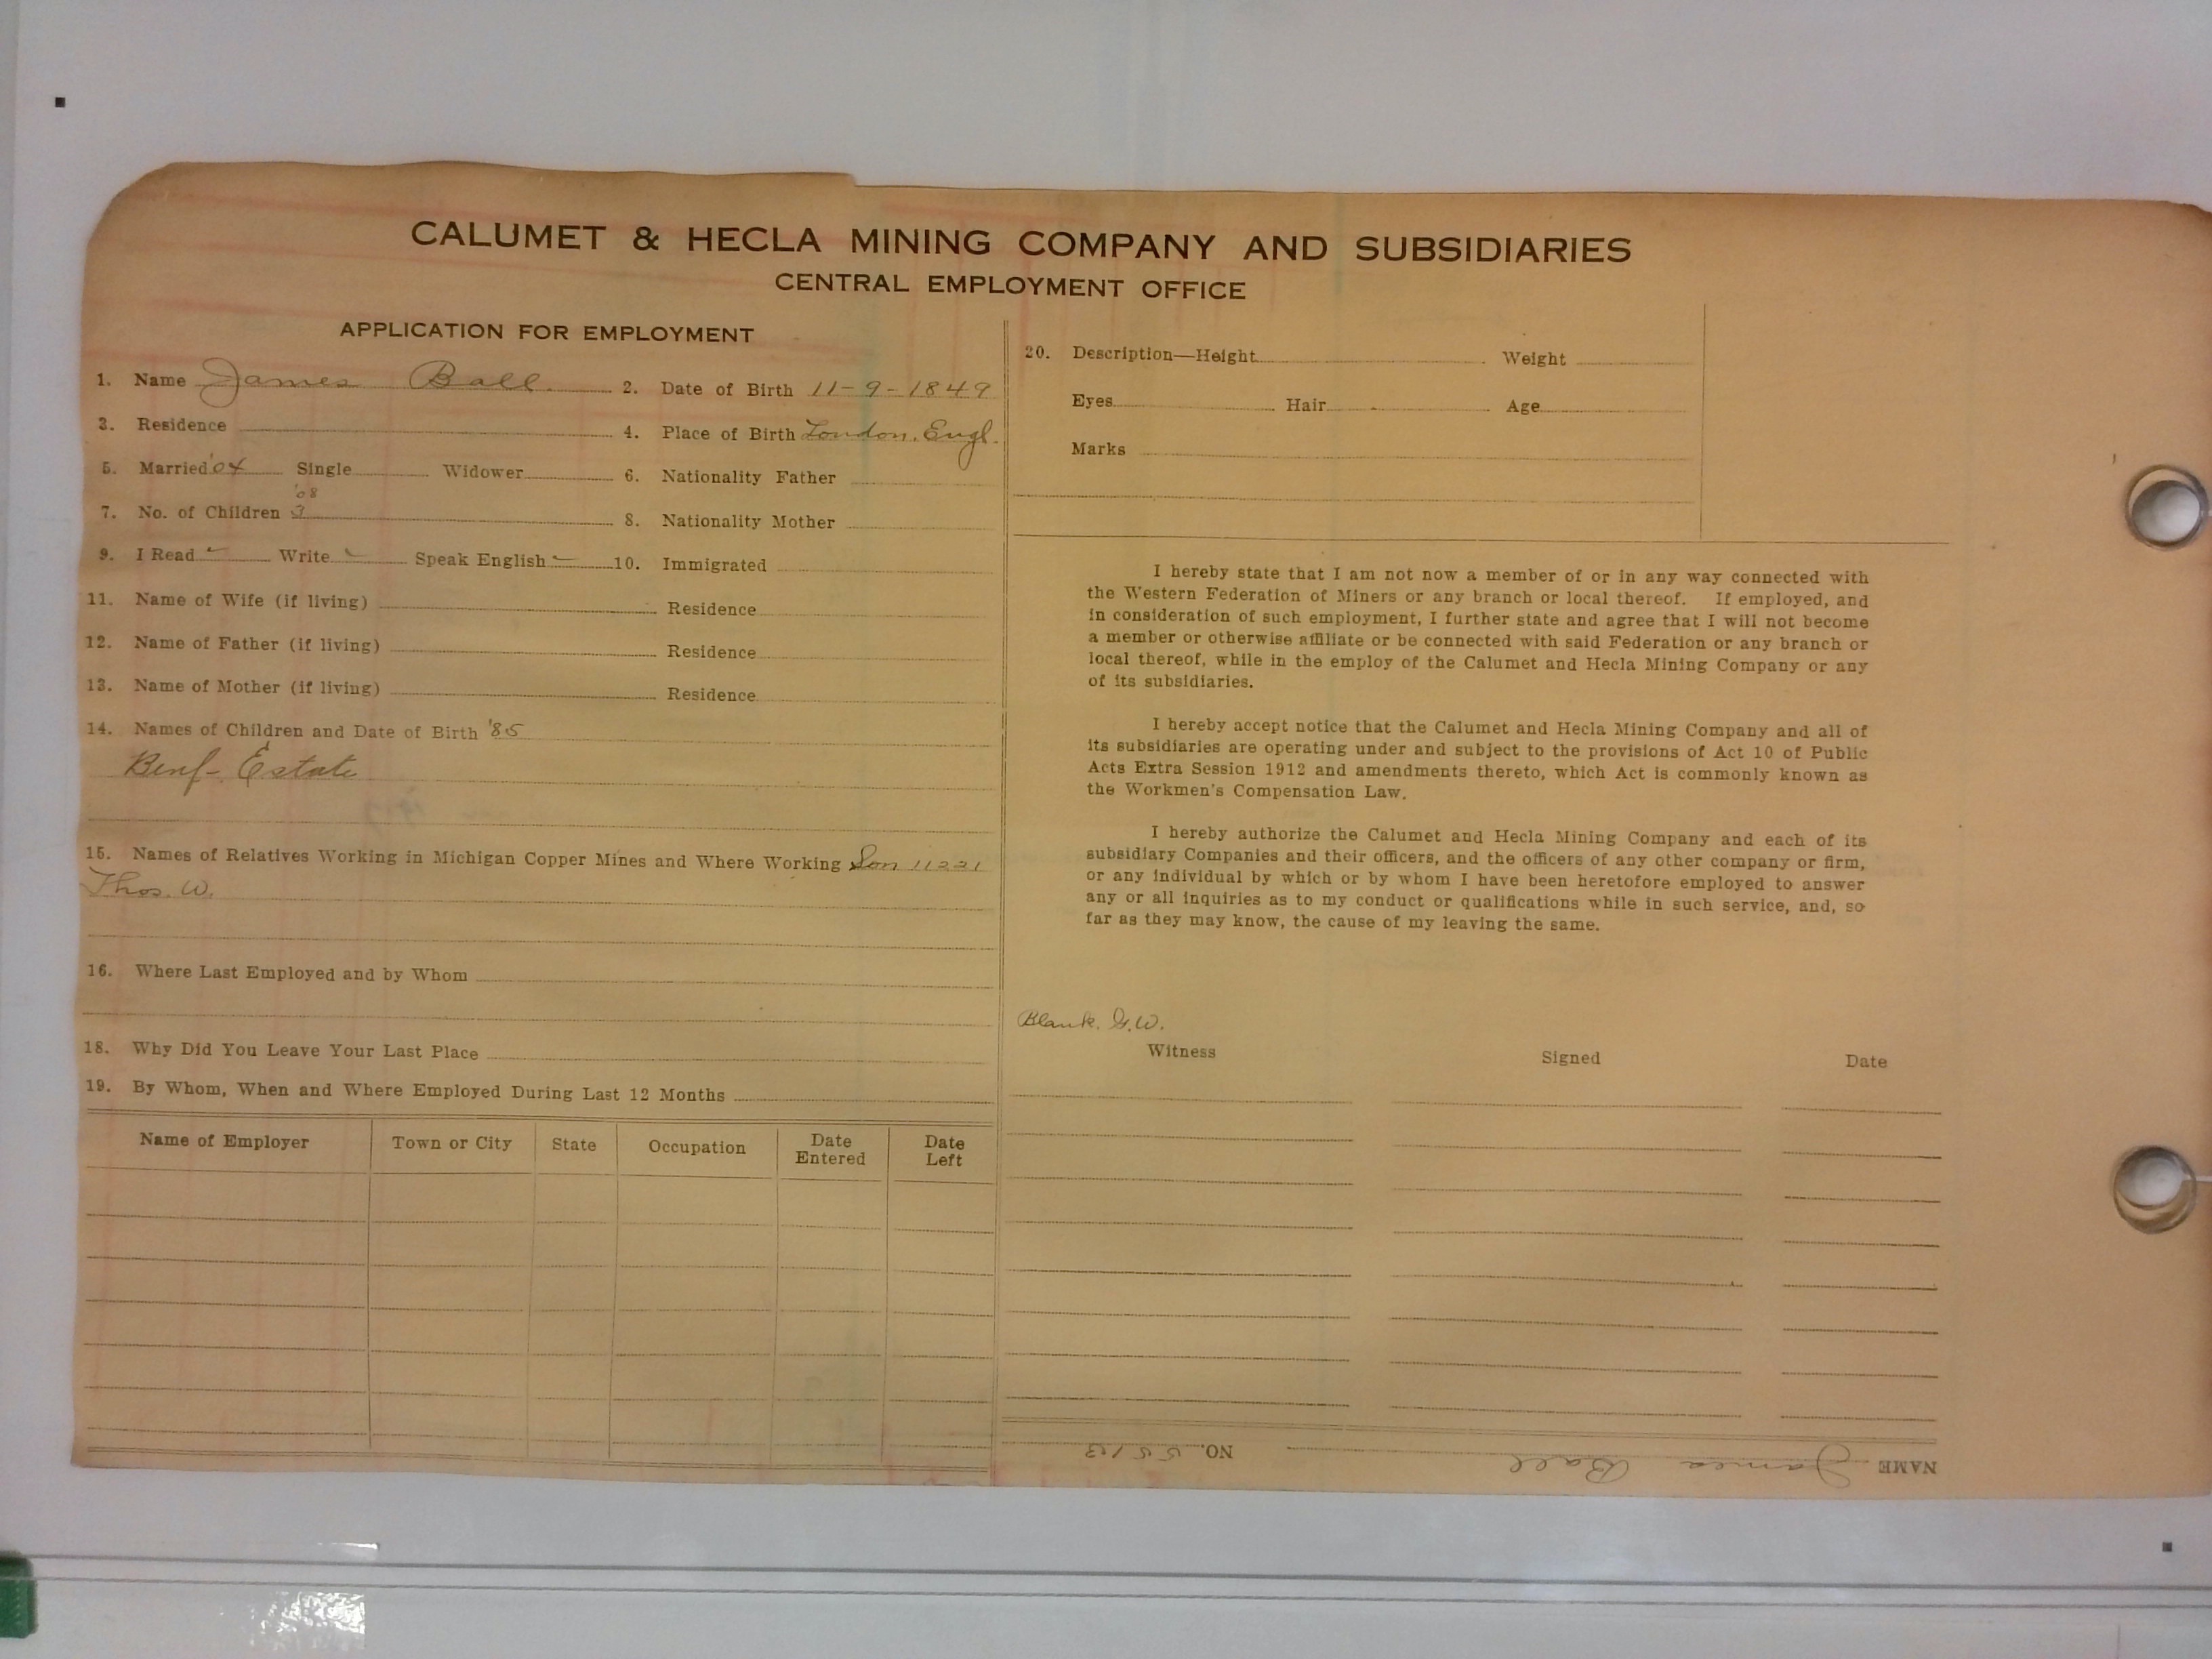 CALUMET & HECLA MINING COMPANY AND SUBSIDIARIES
CENTRAL EMPLOYMENT OFFICE
APPLICATION FOR EMPLOYMENT
1. Name James Ball 2. Date of Birth 11-9-1849
3. Residence 4. Place of Birth London, Engl.
5. Married '04 Single Widower 6. Nationality Father
'08
7. No. of Children 3 8. Nationality Mother
9. I Read ✓ Write ✓ Speak English ✓ 10. Immigrated
11. Name of Wife (if living) Residence
12. Name of Father (if living) Residence
13. Name of Mother (if living) Residence
14. Names of Children and Date of Birth '85
Benf- Estate
15. Names of Relatives Working in Michigan Copper Mines and Where Working Son 11221
Thos. W.
16. Where Last Employed and by Whom
18. Why Did You Leave Your Last Place
19. By Whom, When and Where Employed During Last 12 Months
Name of Employer Town or City State Occupation Date Entered Date Left
20. Description—Height Weight
Eyes Hair Age
Marks
I hereby state that I am not now a member of or in any way connected with
the Western Federation of Miners or any branch or local thereof. If employed, and
in consideration of such employment, I further state and agree that I will not become
a member or otherwise affiliate or be connected with said Federation or any branch or
local thereof, while in the employ of the Calumet and Hecla Mining Company or any
of its subsidiaries.
I hereby accept notice that the Calumet and Hecla Mining Company and all of
its subsidiaries are operating under and subject to the provisions of Act 10 of Public
Acts Extra Session 1912 and amendments thereto, which Act is commonly known as
the Workmen's Compensation Law.
I hereby authorize the Calumet and Hecla Mining Company and each of its
subsidiary Companies and their officers, and the officers of any other company or firm,
or any individual by which or by whom I have been heretofore employed to answer
any or all inquiries as to my conduct or qualifications while in such service, and, so
far as they may know, the cause of my leaving the same.
Blank. G.W.
Witness Signed Date
NAME James Ball NO.